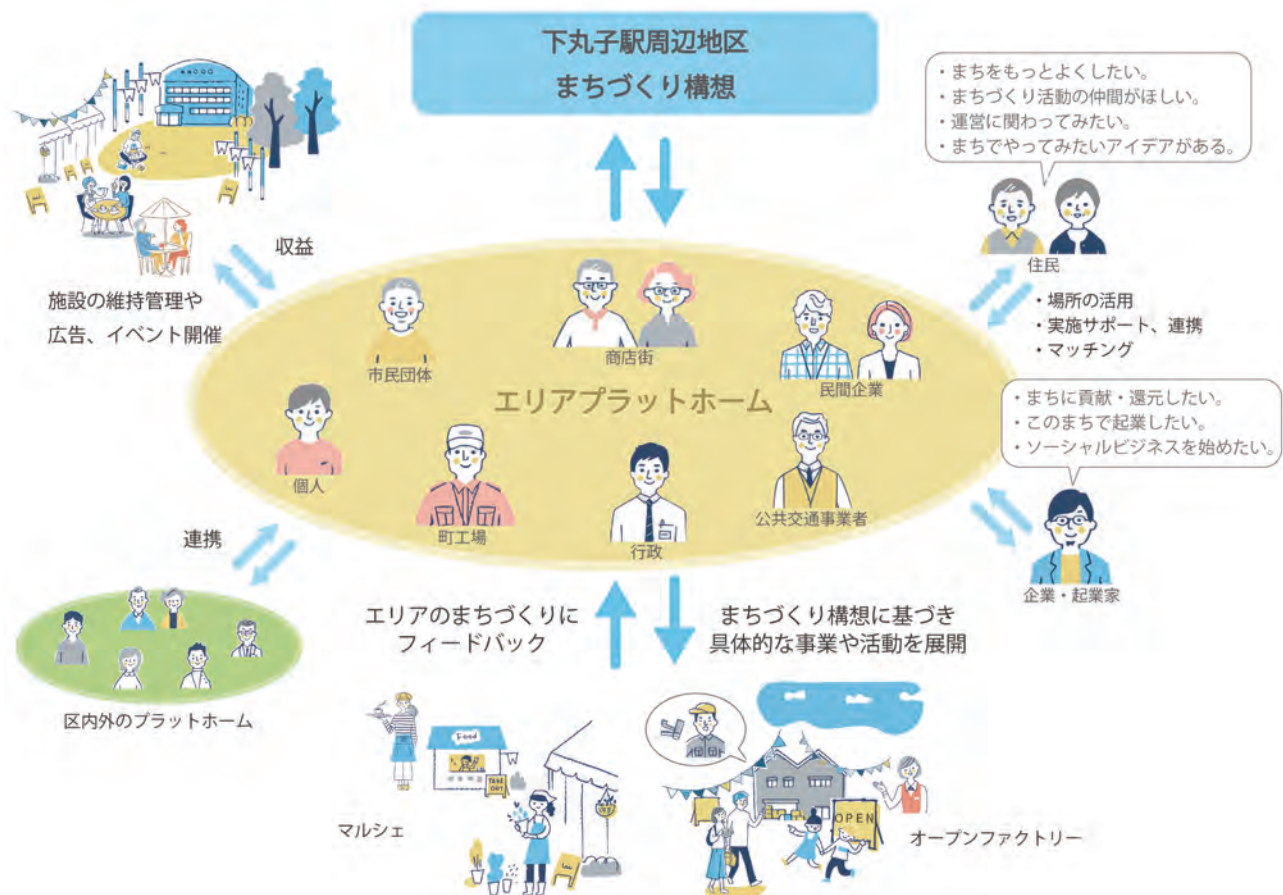 下丸子駅周辺地区
まちづくり構想
・まちをもっとよくしたい。
・まちづくり活動の仲間がほしい。
・運営に関わってみたい。
・まちでやってみたいアイデアがある。
住民
収益
施設の維持管理や
広告、イベント開催
・場所の活用
・実施サポート、連携
・マッチング
市民団体
商店街
民間企業
エリアプラットホーム
個人
町工場
行政
公共交通事業者
・まちに貢献・還元したい。
・このまちで起業したい。
・ソーシャルビジネスを始めたい。
企業・起業家
連携
区内外のプラットホーム
エリアのまちづくりに
フィードバック
まちづくり構想に基づき
具体的な事業や活動を展開
Food
TAKE
OUT
マルシェ
OPEN
オープンファクトリー